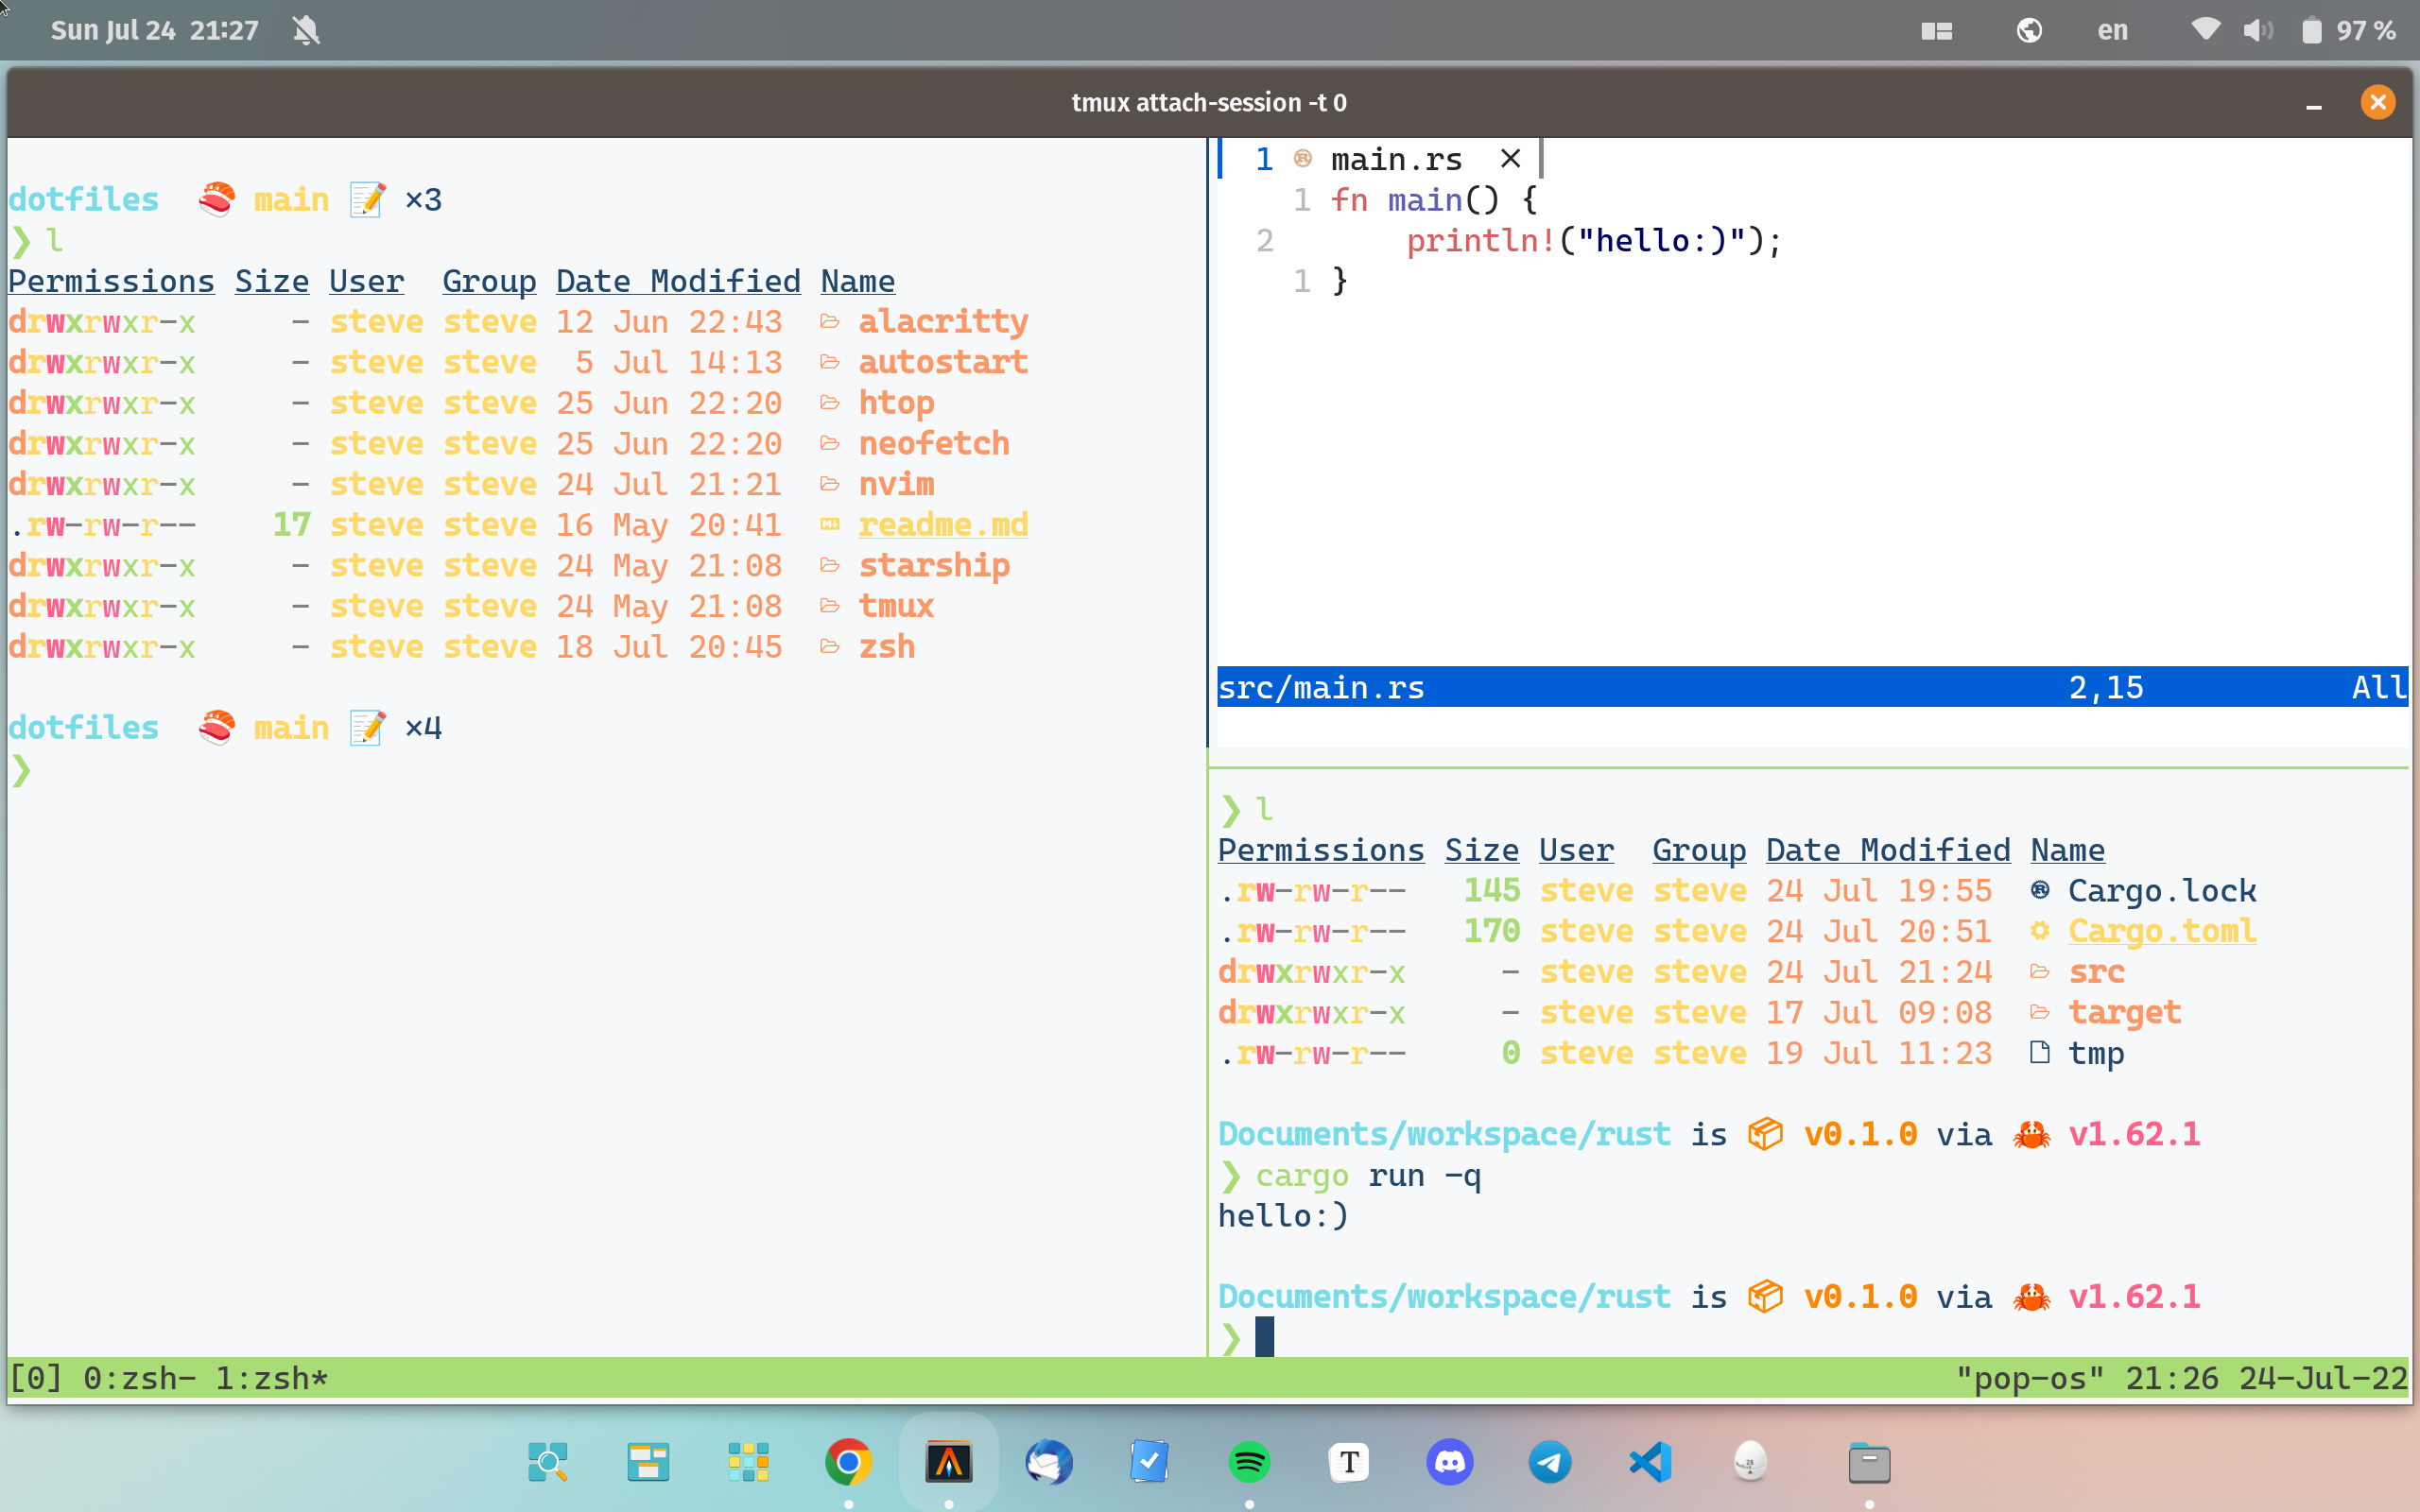 Sun Jul 24 21:27
en
97 %
tmux attach-session -t 0
dotfiles 🍣 main 📝 ×3
❯ l
Permissions Size User Group Date Modified Name
drwxrwxr-x - steve steve 12 Jun 22:43 alacritty
drwxrwxr-x - steve steve 5 Jul 14:13 autostart
drwxrwxr-x - steve steve 25 Jun 22:20 htop
drwxrwxr-x - steve steve 25 Jun 22:20 neofetch
drwxrwxr-x - steve steve 24 Jul 21:21 nvim
.rw-rw-r-- 17 steve steve 16 May 20:41 readme.md
drwxrwxr-x - steve steve 24 May 21:08 starship
drwxrwxr-x - steve steve 24 May 21:08 tmux
drwxrwxr-x - steve steve 18 Jul 20:45 zsh
dotfiles 🍣 main 📝 ×4
❯
1 main.rs ×
1 fn main() {
2 println!("hello:)");
1 }
src/main.rs 2,15 All
❯ l
Permissions Size User Group Date Modified Name
.rw-rw-r-- 145 steve steve 24 Jul 19:55 Cargo.lock
.rw-rw-r-- 170 steve steve 24 Jul 20:51 Cargo.toml
drwxrwxr-x - steve steve 24 Jul 21:24 src
drwxrwxr-x - steve steve 17 Jul 09:08 target
.rw-rw-r-- 0 steve steve 19 Jul 11:23 tmp
Documents/workspace/rust is 📦 v0.1.0 via 🦀 v1.62.1
❯ cargo run -q
hello:)
Documents/workspace/rust is 📦 v0.1.0 via 🦀 v1.62.1
❯
[0] 0:zsh- 1:zsh* "pop-os" 21:26 24-Jul-22
T
25